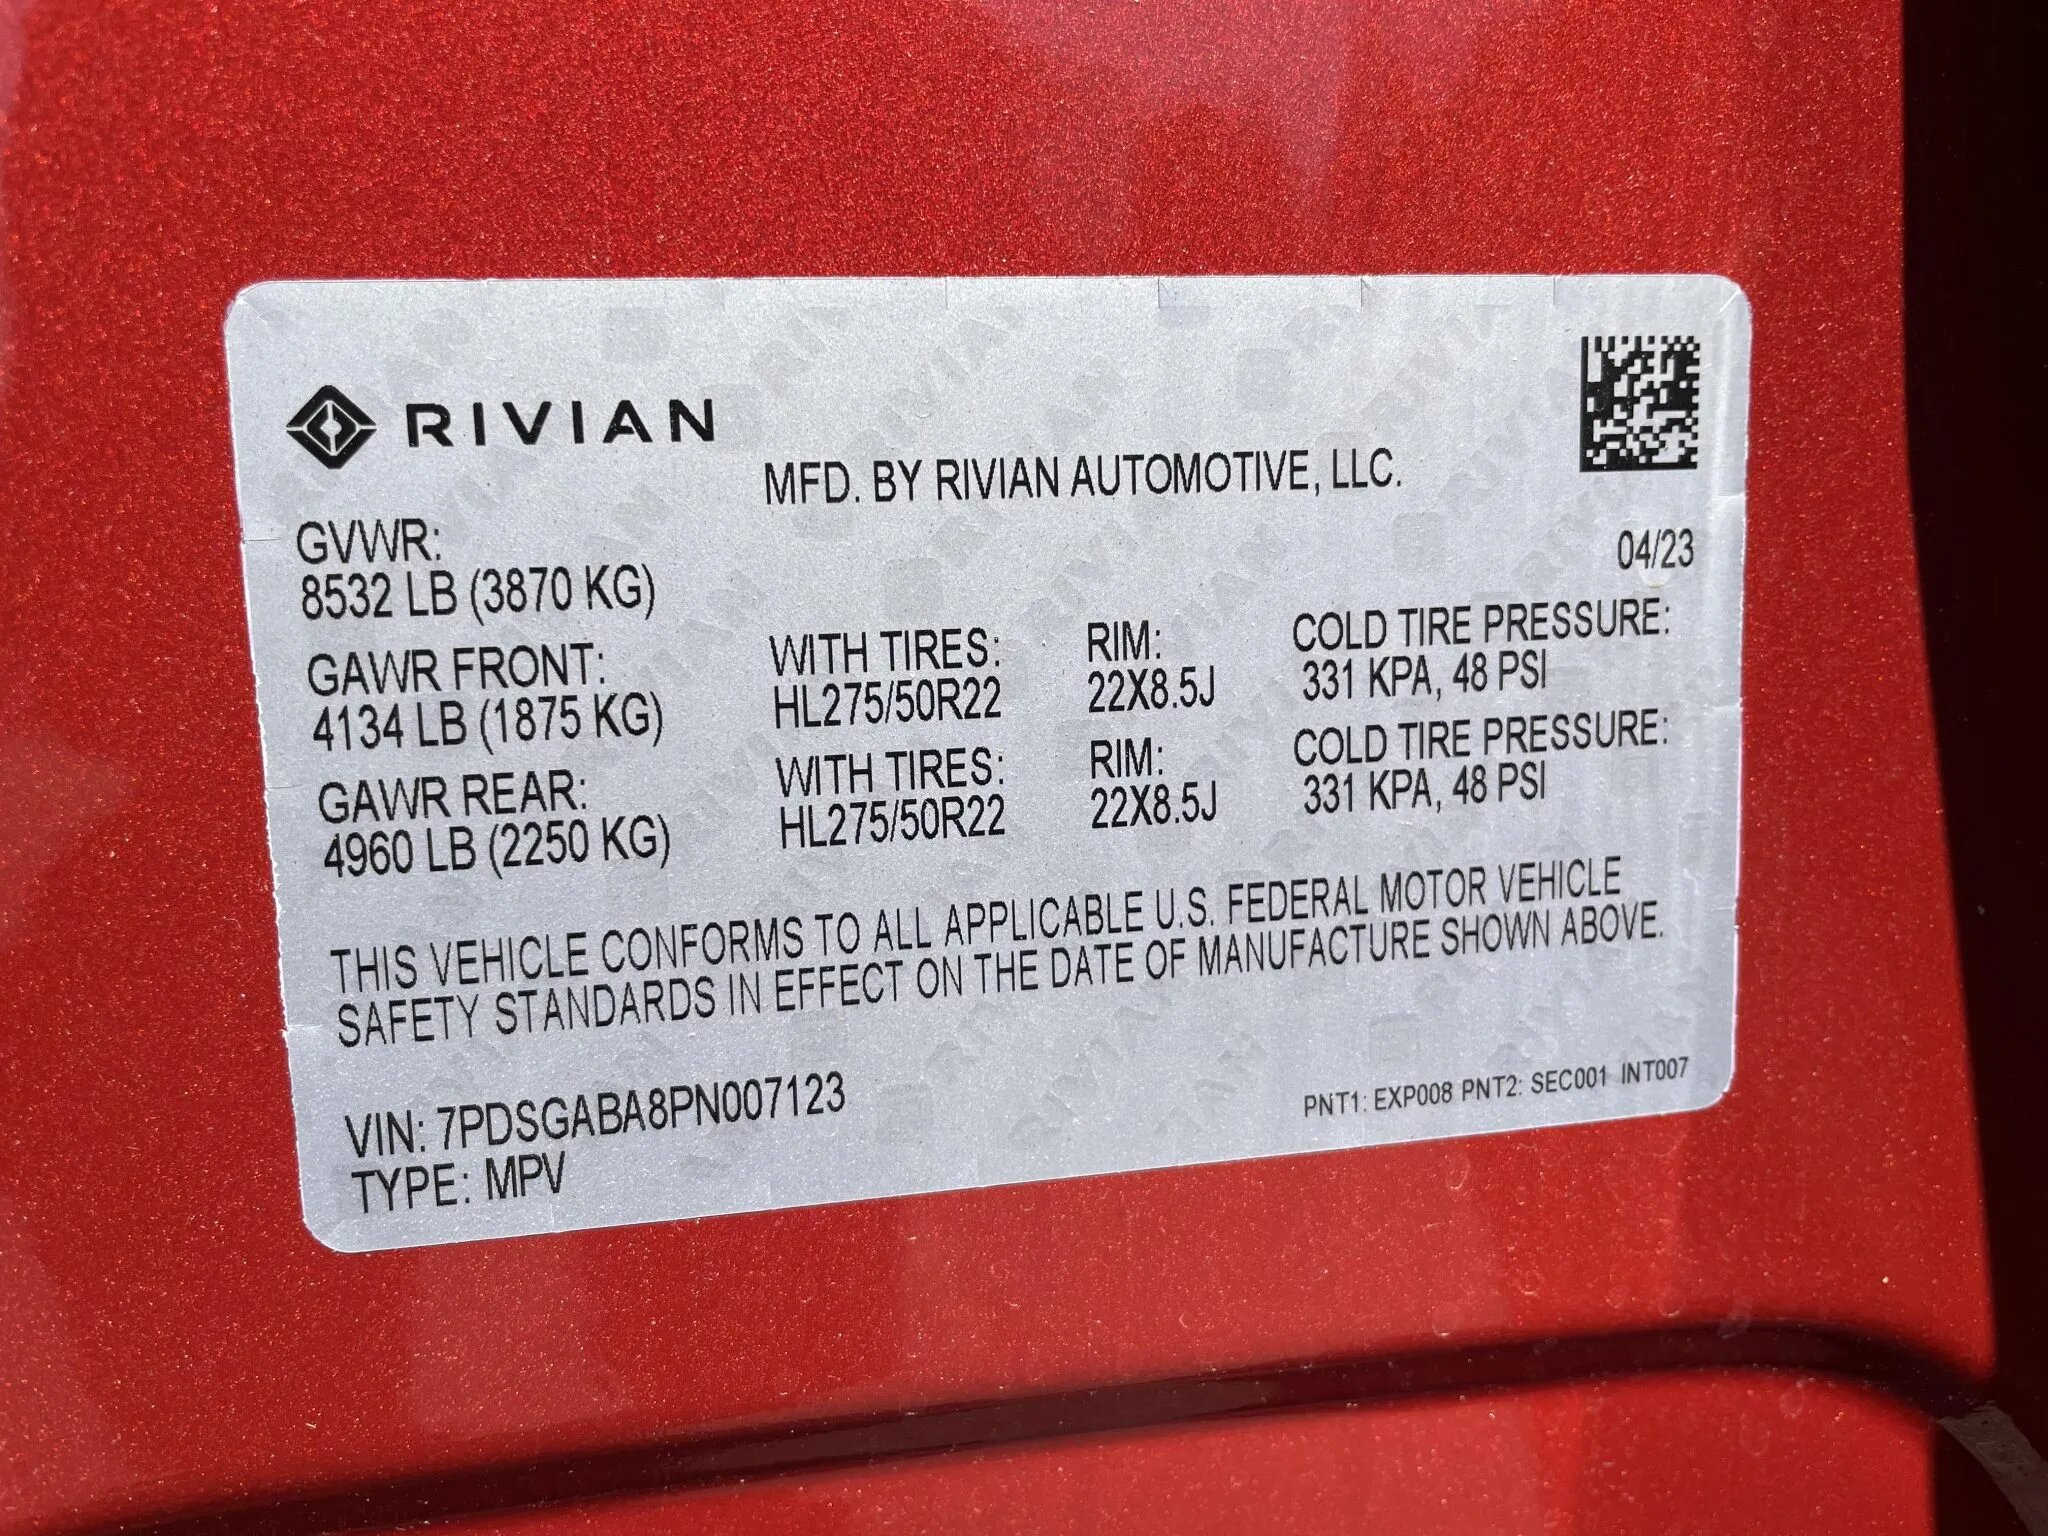 RIVIAN
MFD. BY RIVIAN AUTOMOTIVE, LLC.
GVWR:
8532 LB (3870 KG)
04/23
GAWR FRONT:
4134 LB (1875 KG)
WITH TIRES:
HL275/50R22
RIM:
22X8.5J
COLD TIRE PRESSURE:
331 KPA, 48 PSI
GAWR REAR:
4960 LB (2250 KG)
WITH TIRES:
HL275/50R22
RIM:
22X8.5J
COLD TIRE PRESSURE:
331 KPA, 48 PSI
THIS VEHICLE CONFORMS TO ALL APPLICABLE U.S. FEDERAL MOTOR VEHICLE
SAFETY STANDARDS IN EFFECT ON THE DATE OF MANUFACTURE SHOWN ABOVE.
VIN: 7PDSGABA8PN007123
TYPE: MPV
PNT1: EXP008 PNT2: SEC001 INT007